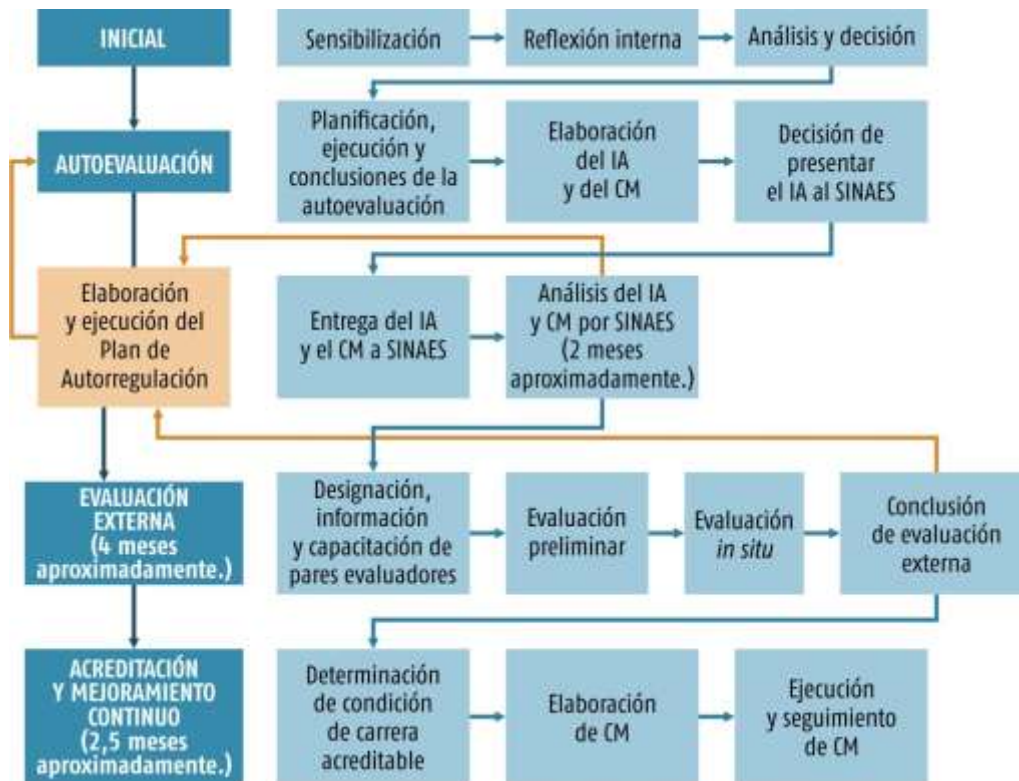 INICIAL
Sensibilización
Reflexión interna
Análisis y decisión
AUTOEVALUACIÓN
Planificación,
ejecución y
conclusiones de la
autoevaluación
Elaboración
del IA
y del CM
Decisión de
presentar
el IA al SINAES
Elaboración
y ejecución del
Plan de
Autorregulación
Entrega del IA
y el CM a SINAES
Análisis del IA
y CM por SINAES
(2 meses
aproximadamente.)
EVALUACIÓN
EXTERNA
(4 meses
aproximadamente.)
Designación,
información
y capacitación de
pares evaluadores
Evaluación
preliminar
Evaluación
in situ
Conclusión
de evaluación
externa
ACREDITACIÓN
Y MEJORAMIENTO
CONTINUO
(2,5 meses
aproximadamente.)
Determinación
de condición
de carrera
acreditable
Elaboración
de CM
Ejecución
y seguimiento
de CM